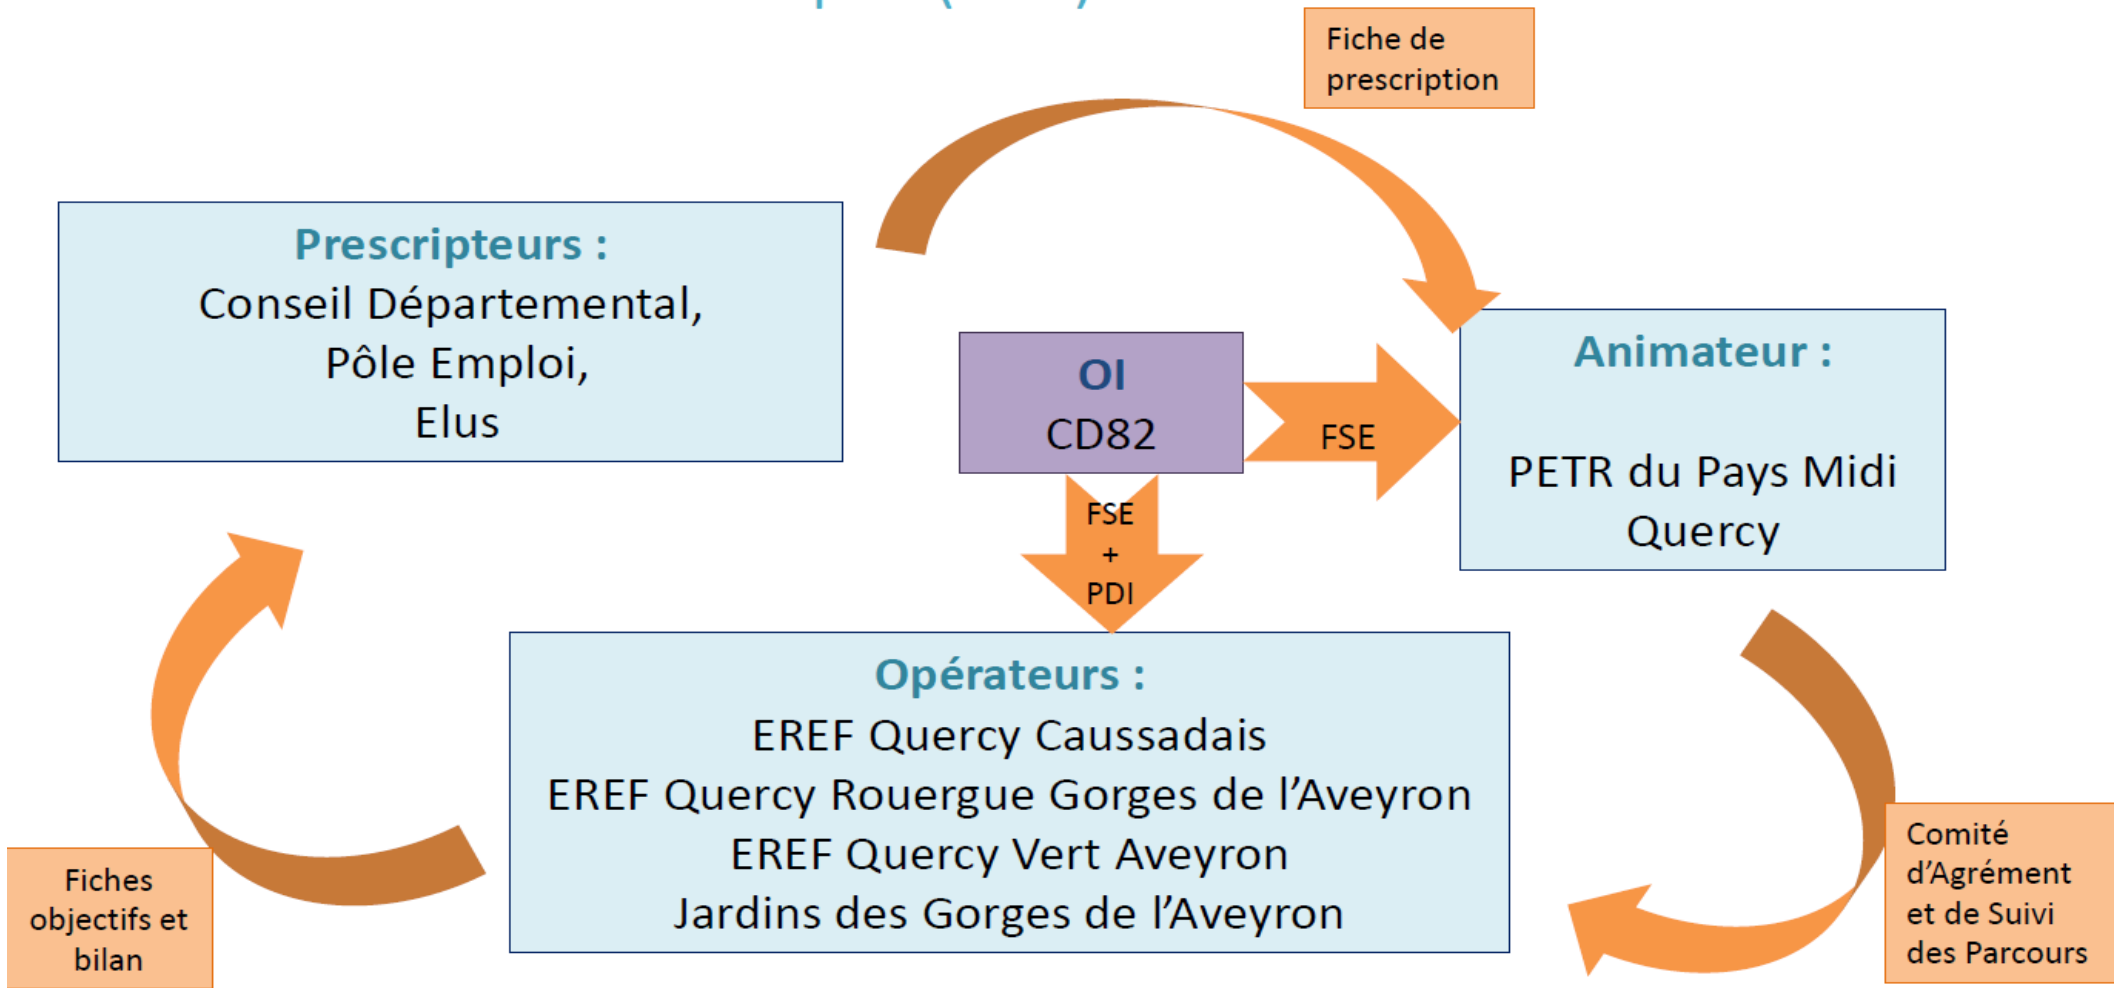 Fiche de
prescription
Prescripteurs :
Conseil Départemental,
Pôle Emploi,
Elus
OI
CD82
FSE
Animateur :
PETR du Pays Midi
Quercy
FSE
+
PDI
Opérateurs :
EREF Quercy Caussadais
EREF Quercy Rouergue Gorges de l’Aveyron
EREF Quercy Vert Aveyron
Jardins des Gorges de l’Aveyron
Fiches
objectifs et
bilan
Comité
d’Agrément
et de Suivi
des Parcours